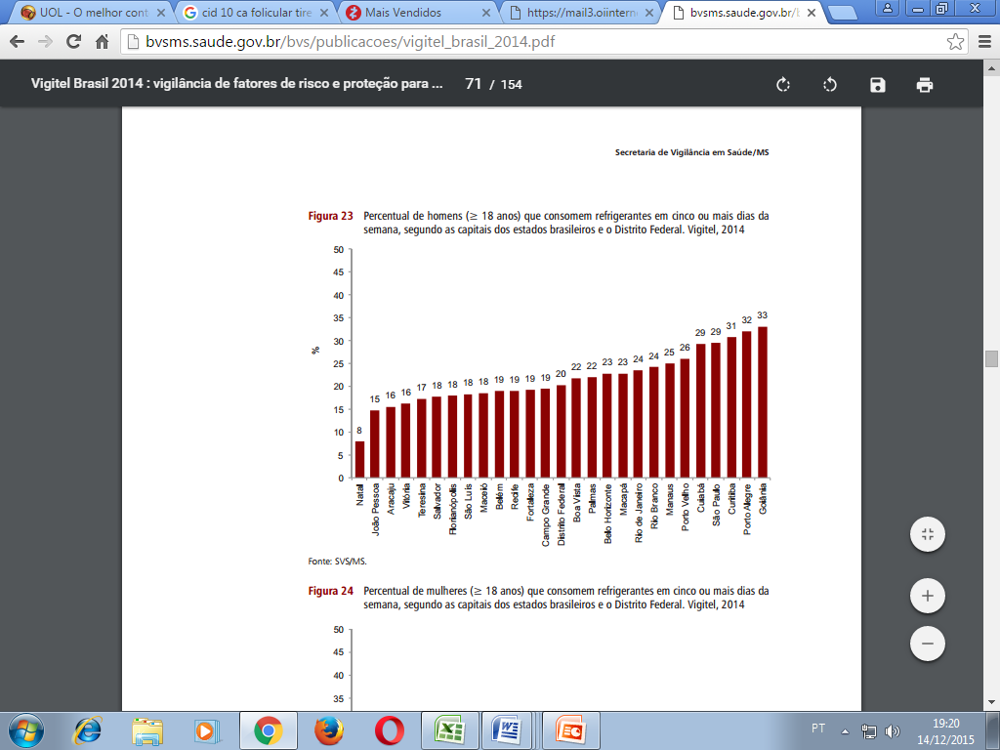 UOL - O melhor cont
cid 10 ca folicular tire
Mais Vendidos
https://mail3.oiintern
bvsms.saude.gov.br/b
bvsms.saude.gov.br/bvs/publicacoes/vigitel_brasil_2014.pdf
Vigitel Brasil 2014 : vigilância de fatores de risco e proteção para ...
71 / 154
Secretaria de Vigilância em Saúde/MS
Figura 23 Percentual de homens (≥ 18 anos) que consomem refrigerantes em cinco ou mais dias da
semana, segundo as capitais dos estados brasileiros e o Distrito Federal. Vigitel, 2014
%
50
45
40
35
30
25
20
15
10
5
0
8 15 16 16 17 18 18 18 18 19 19 19 19 20 22 22 23 23 24 24 25 26 29 29 31 32 33
Natal
João Pessoa
Aracaju
Vitória
Teresina
Salvador
Florianópolis
São Luís
Maceió
Belém
Recife
Fortaleza
Campo Grande
Distrito Federal
Boa Vista
Palmas
Belo Horizonte
Macapá
Rio de Janeiro
Rio Branco
Manaus
Porto Velho
Cuiabá
São Paulo
Curitiba
Porto Alegre
Goiânia
Fonte: SVS/MS.
Figura 24 Percentual de mulheres (≥ 18 anos) que consomem refrigerantes em cinco ou mais dias da
semana, segundo as capitais dos estados brasileiros e o Distrito Federal. Vigitel, 2014
50
45
40
35
PT
19:20
14/12/2015